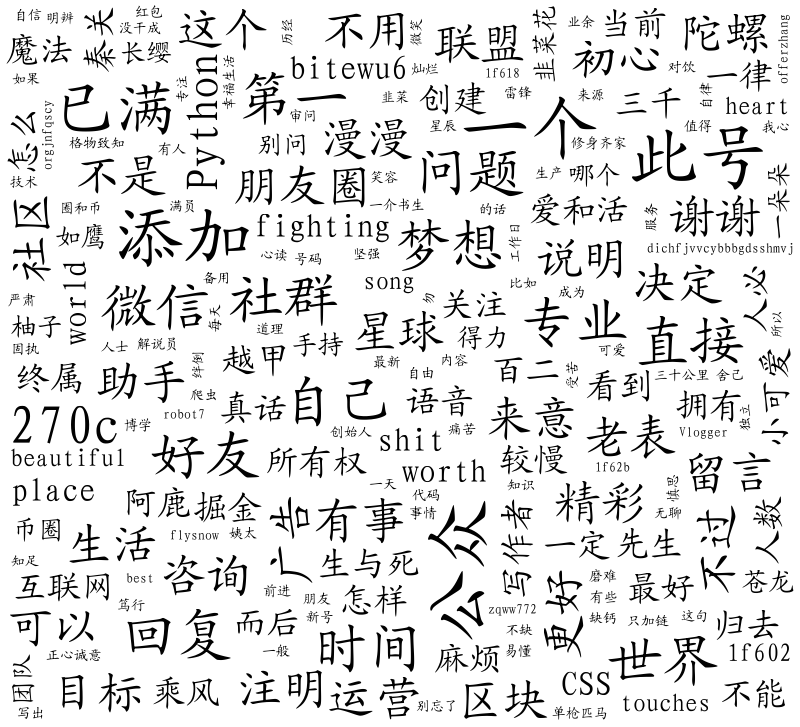 自信
明辨
红包
没干成
这个
历经
不用
微笑
联盟
韭菜花
业余
当前
陀螺
offerzhang
魔法
秦关
长缨
如果
专注
Python
幸福生活
bitewu6
灿烂
1f618
初心
对饮
一律
已满
第一
审问
韭菜
创建
雷锋
来源
三千
自律
heart
怎么
orgjnfqscy
格物致知
有人
别问
漫漫
星辰
一个
修身齐家
值得
我心
技术
不是
朋友圈
笑容
问题
生产
哪个
此号
一朵朵
社区
圈和币
满员
一介书生
的话
爱和活
服务
谢谢
如鹰
添加
fighting
梦想
工作日
dichfjvvcybbbgdsshmvj
心读
号码
坚强
说明
world
备用
song
比如
决定
严肃
微信
每天
社群
勿
关注
成为
人必
柚子
道理
星球
得力
专业
直接
所以
固执
人士
解说员
越甲
手持
最新
内容
可爱
终属
助手
绊倒
自由
百二
受苦
看到
三十公里
舍己
小可爱
爬虫
自己
语音
拥有
独立
270c
博学
robot7
真话
创始人
痛苦
来意
老表
Vlogger
beautiful
好友
所有权
shit
较慢
1f62b
place
worth
留言
一天
代码
知识
慎思
阿鹿
掘金
广告
有事
事情
公众
写作者
精彩
无聊
不过
人数
币圈
生活
flysnow
姨太
一定
先生
知足
生与死
互联网
best
咨询
前进
朋友
怎样
更好
磨难
最好
苍龙
有些
笃行
新号
zqww772
缺钙
只加链
这句
可以
回复
而后
不缺
归去
正心诚意
一般
时间
麻烦
易懂
世界
1f602
团队
目标
乘风
注明
运营
CSS
写出
别忘了
区块
单枪匹马
touches
不能